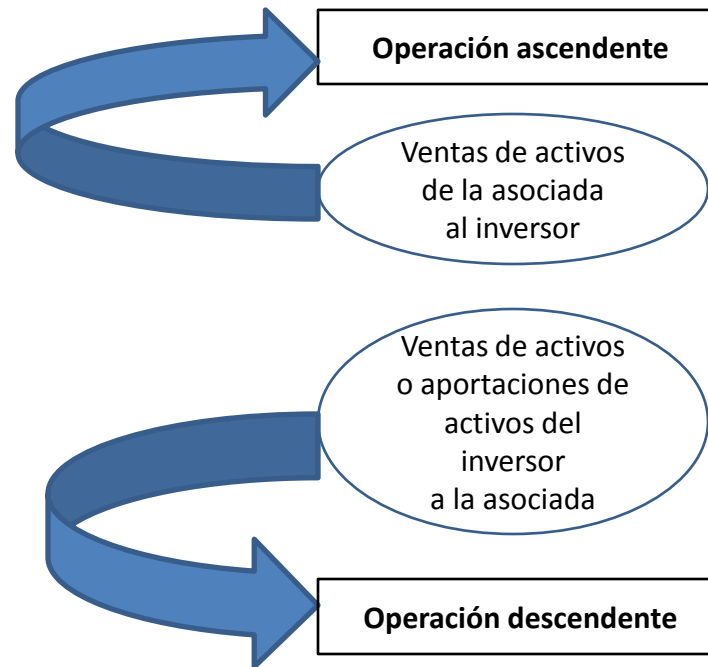 Operación ascendente
Ventas de activos
de la asociada
al inversor
Ventas de activos
o aportaciones de
activos del
inversor
a la asociada
Operación descendente